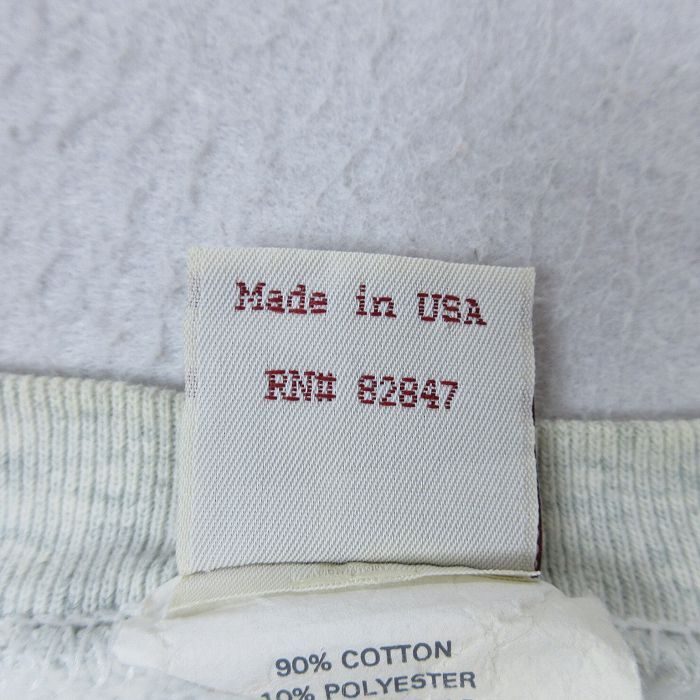 Made in USA
RN# 82847
90% COTTON
10% POLYESTER